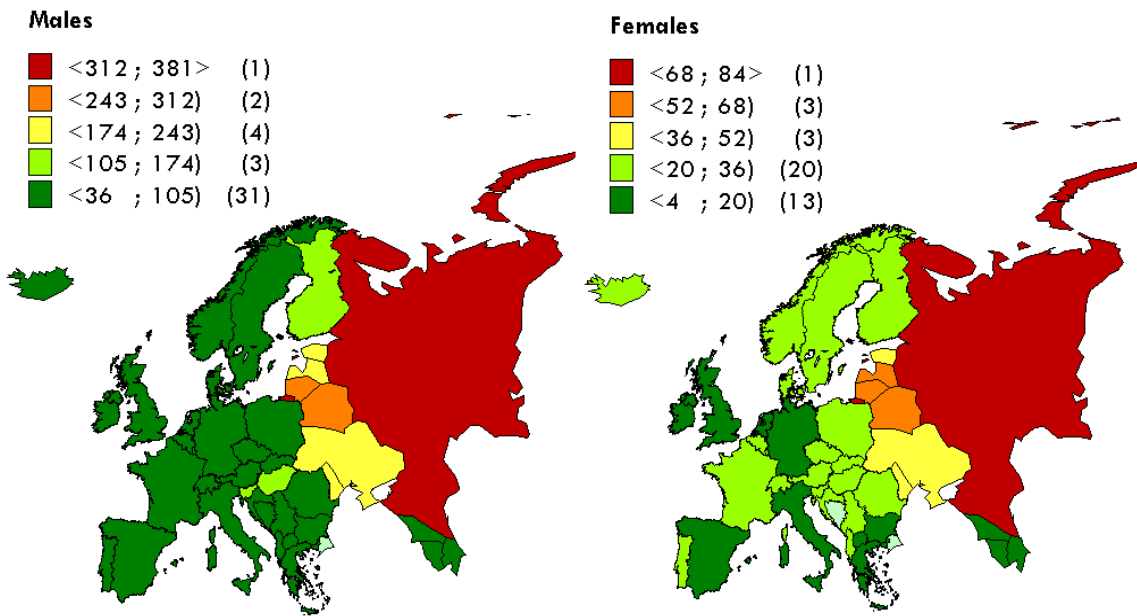 Males
<312 ; 381> (1)
<243 ; 312) (2)
<174 ; 243) (4)
<105 ; 174) (3)
<36 ; 105) (31)
Females
<68 ; 84> (1)
<52 ; 68) (3)
<36 ; 52) (3)
<20 ; 36) (20)
<4 ; 20) (13)